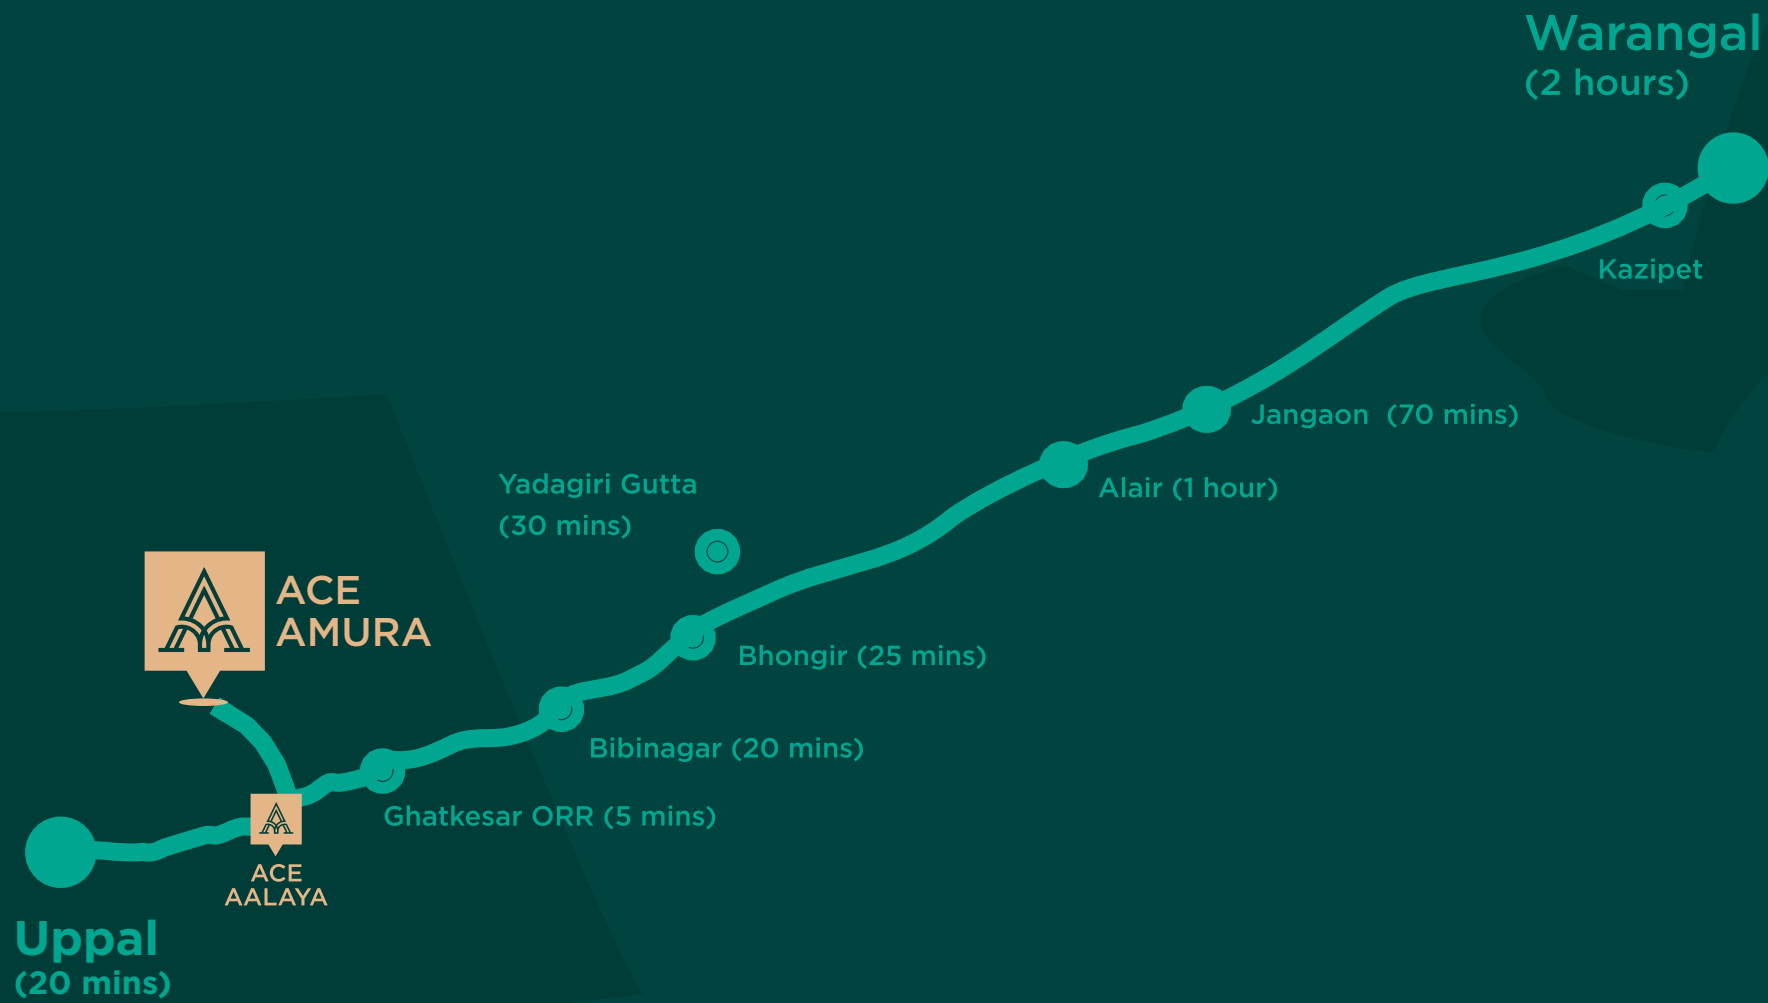 Warangal
(2 hours)
Kazipet
Jangaon (70 mins)
Alair (1 hour)
Yadagiri Gutta
(30 mins)
ACE
AMURA
Bhongir (25 mins)
Bibinagar (20 mins)
Ghatkesar ORR (5 mins)
ACE
AALAYA
Uppal
(20 mins)